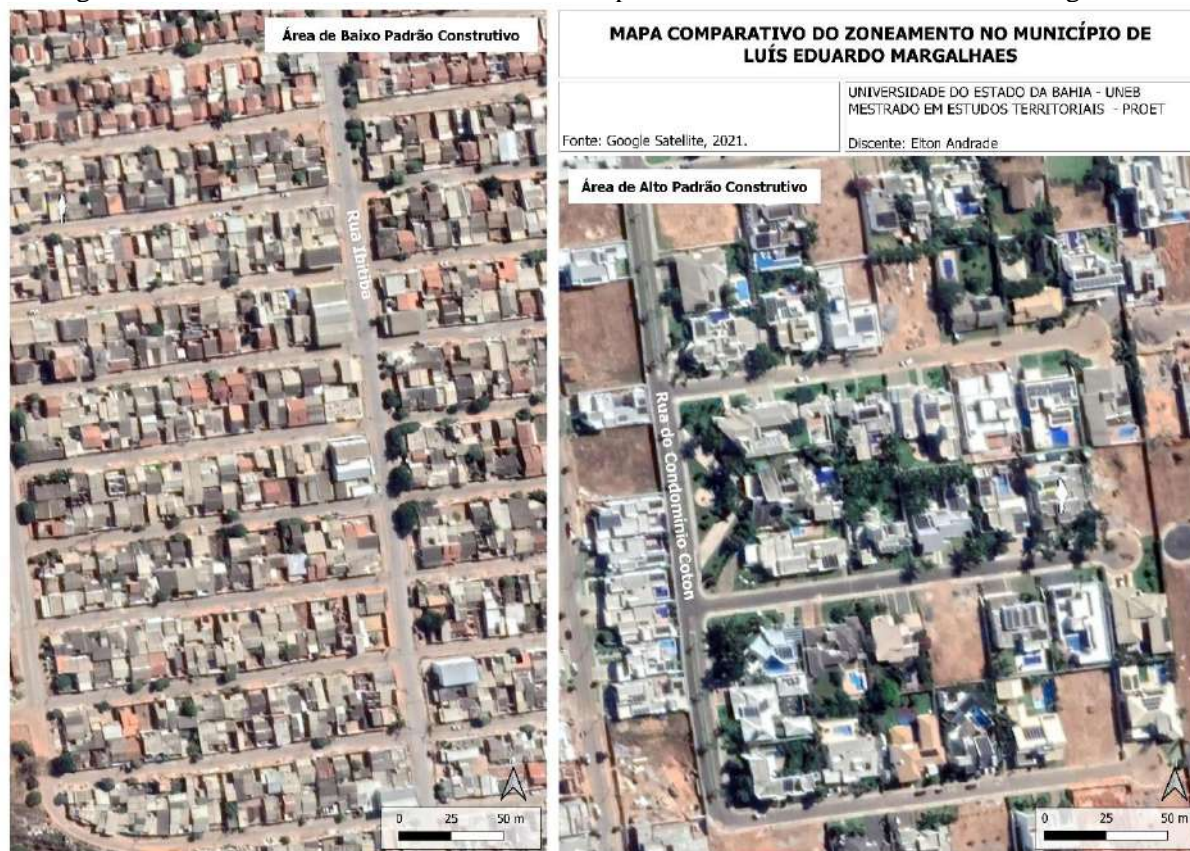 Área de Baixo Padrão Construtivo
MAPA COMPARATIVO DO ZONEAMENTO NO MUNICÍPIO DE
LUÍS EDUARDO MARGALHAES
Fonte: Google Satellite, 2021.
UNIVERSIDADE DO ESTADO DA BAHIA - UNEB
MESTRADO EM ESTUDOS TERRITORIAIS - PROET
Discente: Elton Andrade
Área de Alto Padrão Construtivo
Rua do Condomínio Coton
0 25 50 m
0 25 50 m